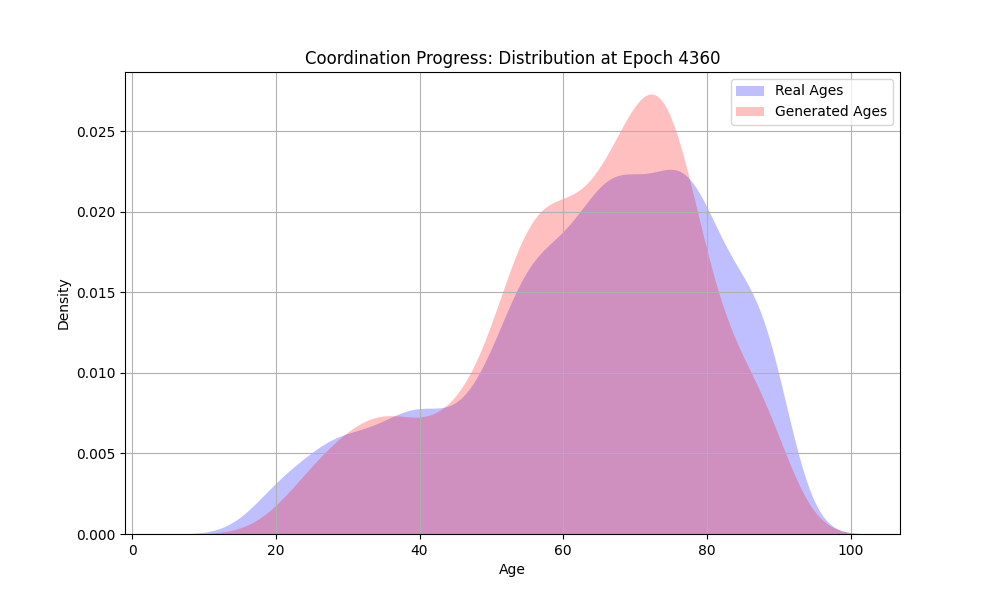 Coordination Progress: Distribution at Epoch 4360
Real Ages
Generated Ages
0.025
0.020
0.015
0.010
0.005
0.000
Density
0
20
40
60
80
100
Age